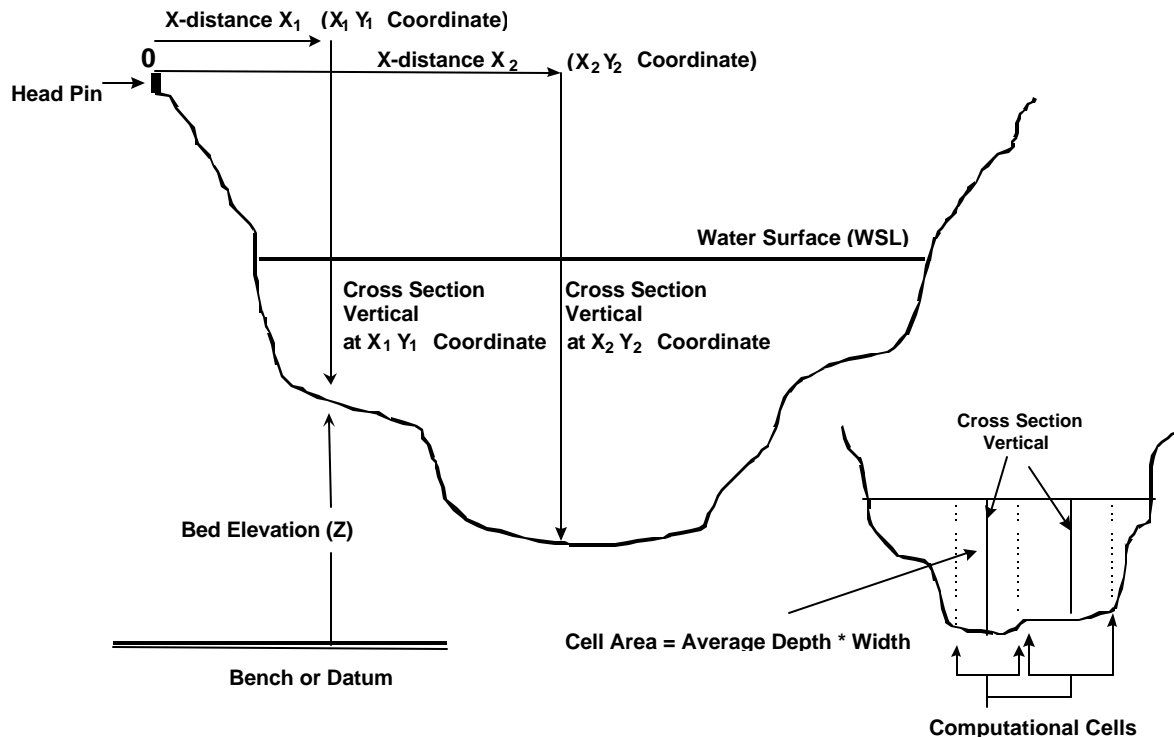 X-distance X₁ (X₁ Y₁ Coordinate)
0
X-distance X₂ (X₂ Y₂ Coordinate)
Head Pin
Water Surface (WSL)
Cross Section
Vertical
at X₁ Y₁ Coordinate
Cross Section
Vertical
at X₂ Y₂ Coordinate
Cross Section
Vertical
Bed Elevation (Z)
Cell Area = Average Depth * Width
Bench or Datum
Computational Cells